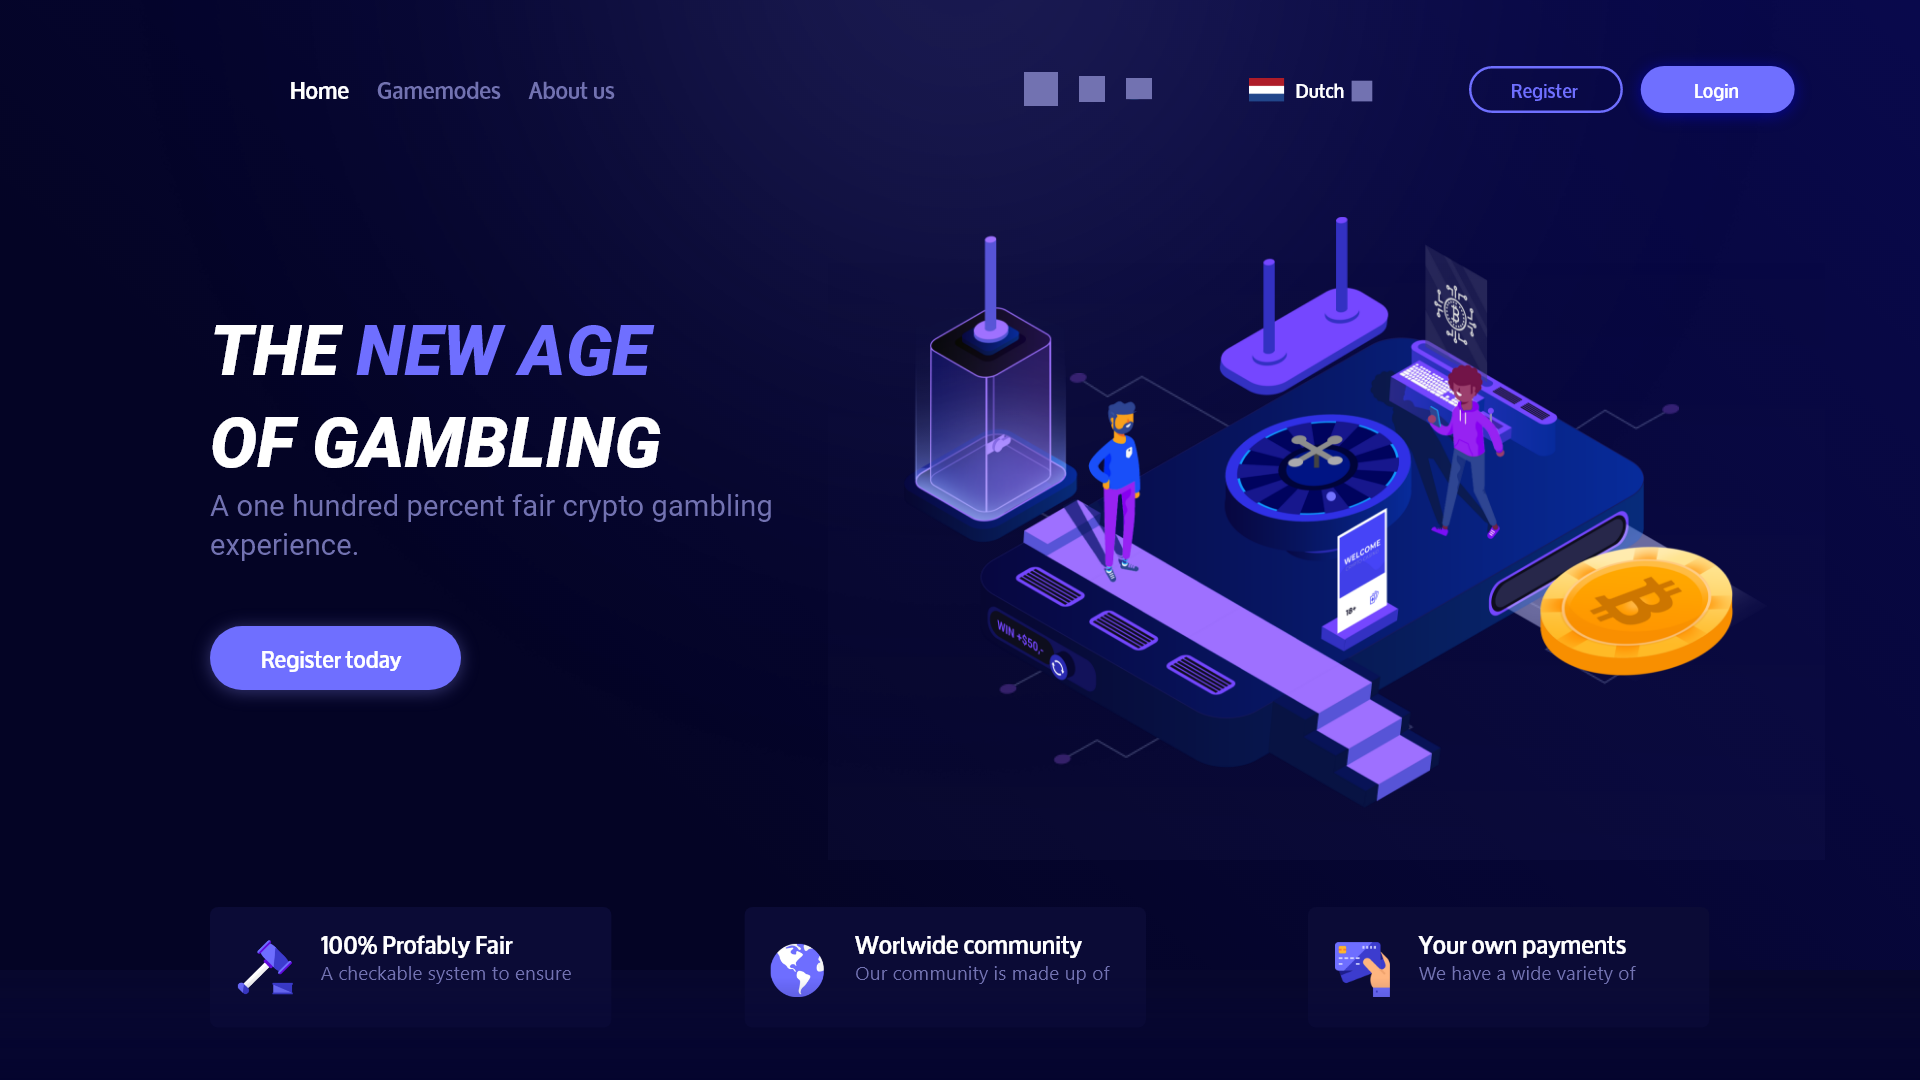 Home Gamemodes About us Dutch Register Login
THE NEW AGE
OF GAMBLING
A one hundred percent fair crypto gambling
experience.
Register today
WELCOME
18+
WIN +$50,-
100% Profably Fair
A checkable system to ensure
Worlwide community
Our community is made up of
Your own payments
We have a wide variety of